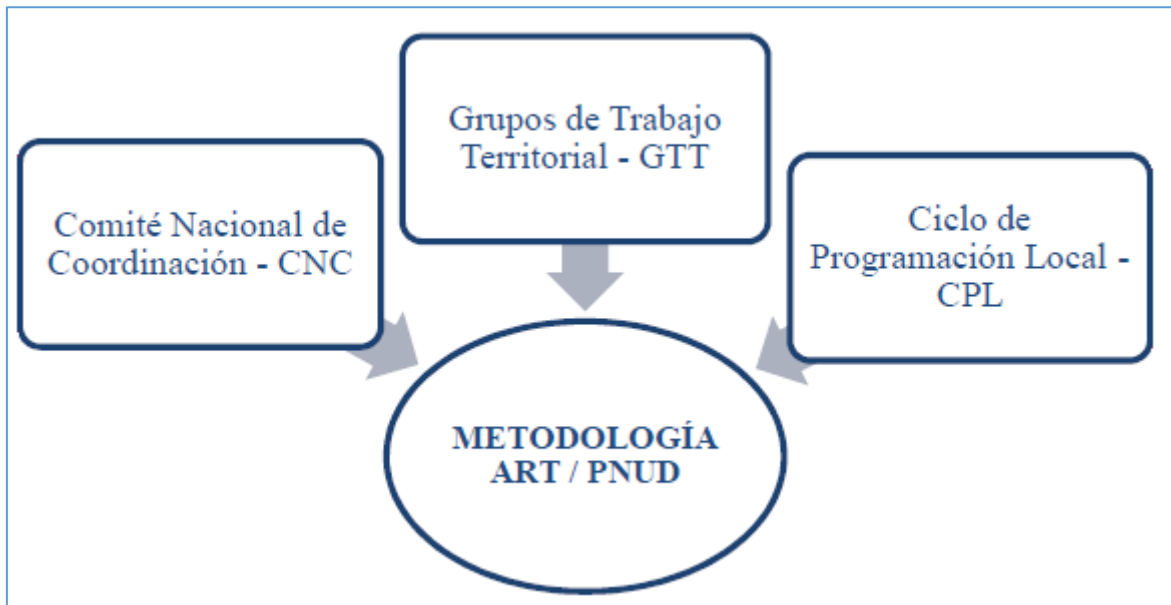 Comité Nacional de
Coordinación - CNC
Grupos de Trabajo
Territorial - GTT
Ciclo de
Programación Local -
CPL
METODOLOGÍA
ART / PNUD